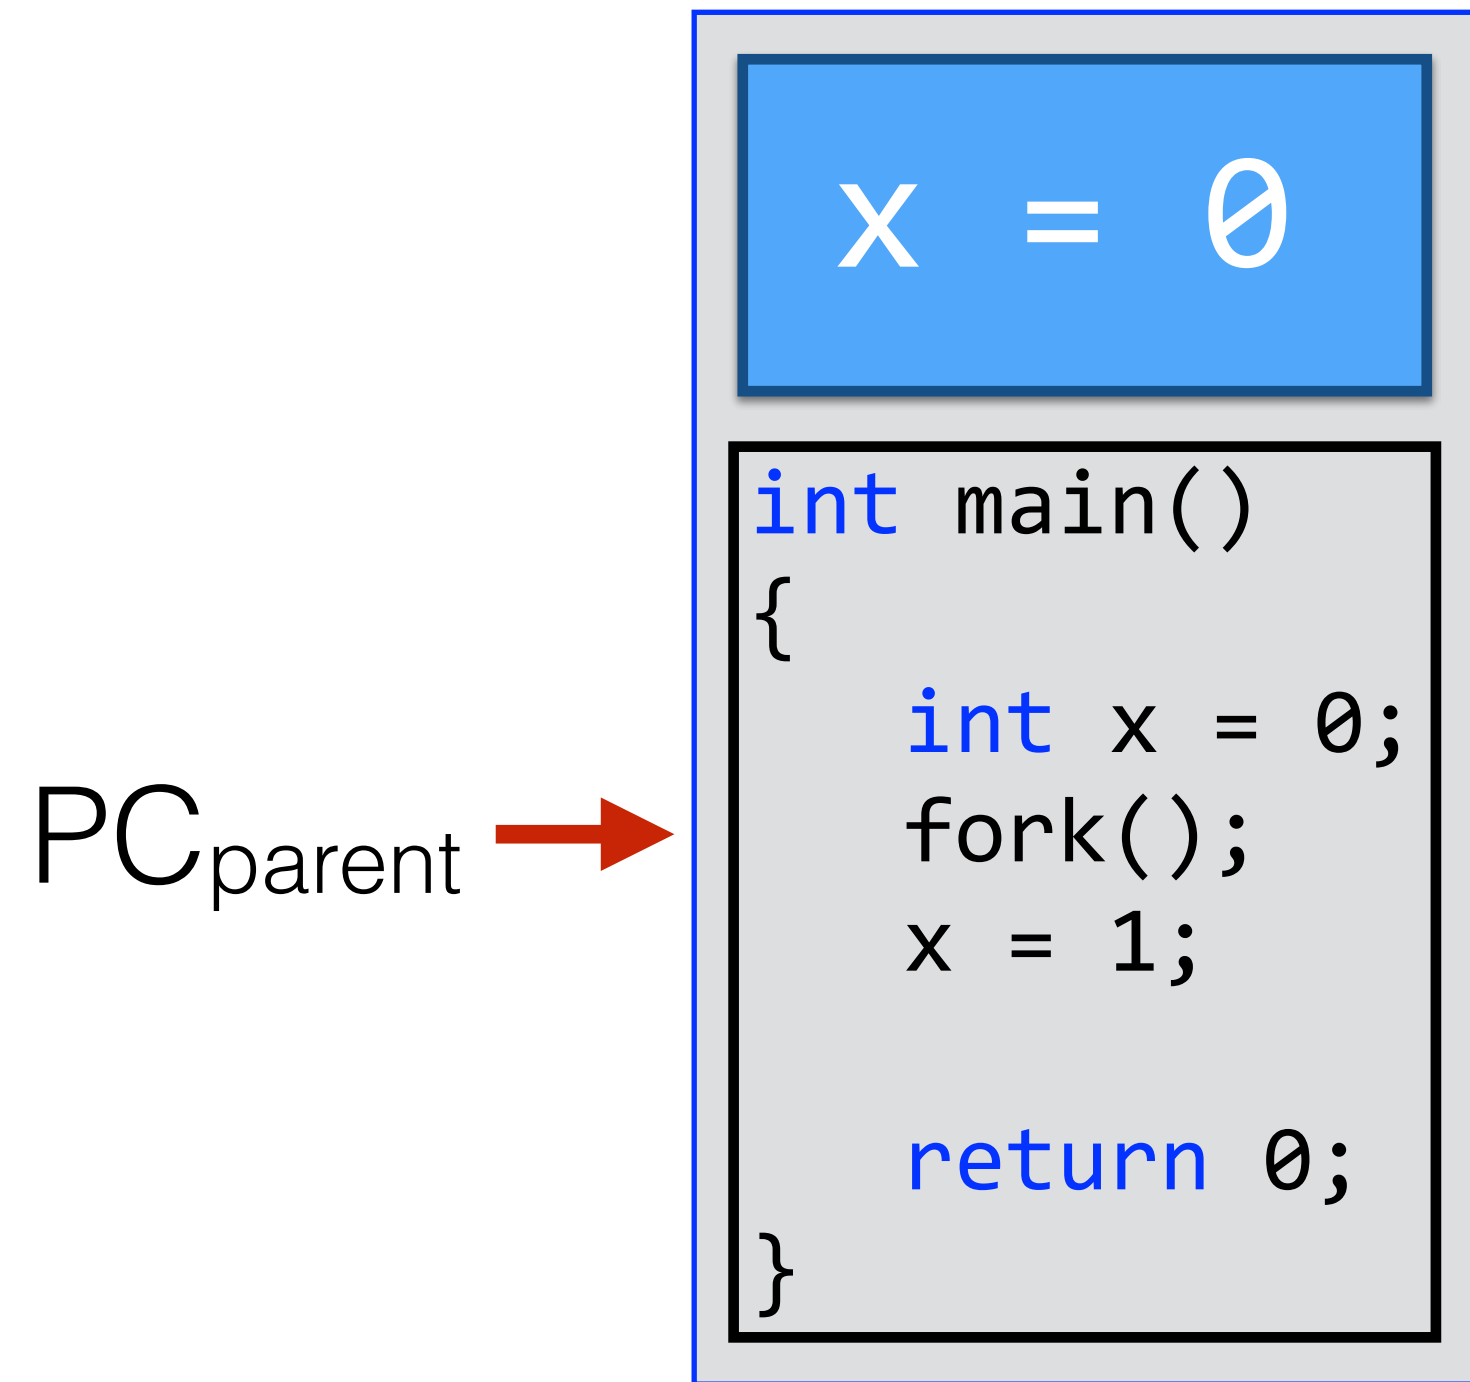 x = 0
int main()
{
    int x = 0;
PCparent
    fork();
    x = 1;

    return 0;
}